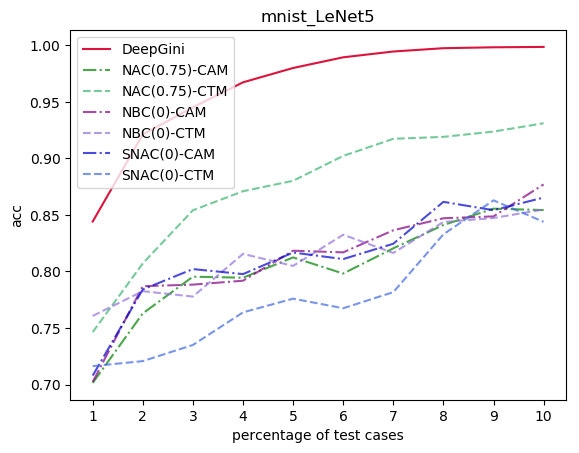 mnist_LeNet5
1.00
0.95
0.90
0.85
0.80
0.75
0.70
acc
DeepGini
NAC(0.75)-CAM
NAC(0.75)-CTM
NBC(0)-CAM
NBC(0)-CTM
SNAC(0)-CAM
SNAC(0)-CTM
1 2 3 4 5 6 7 8 9 10
percentage of test cases